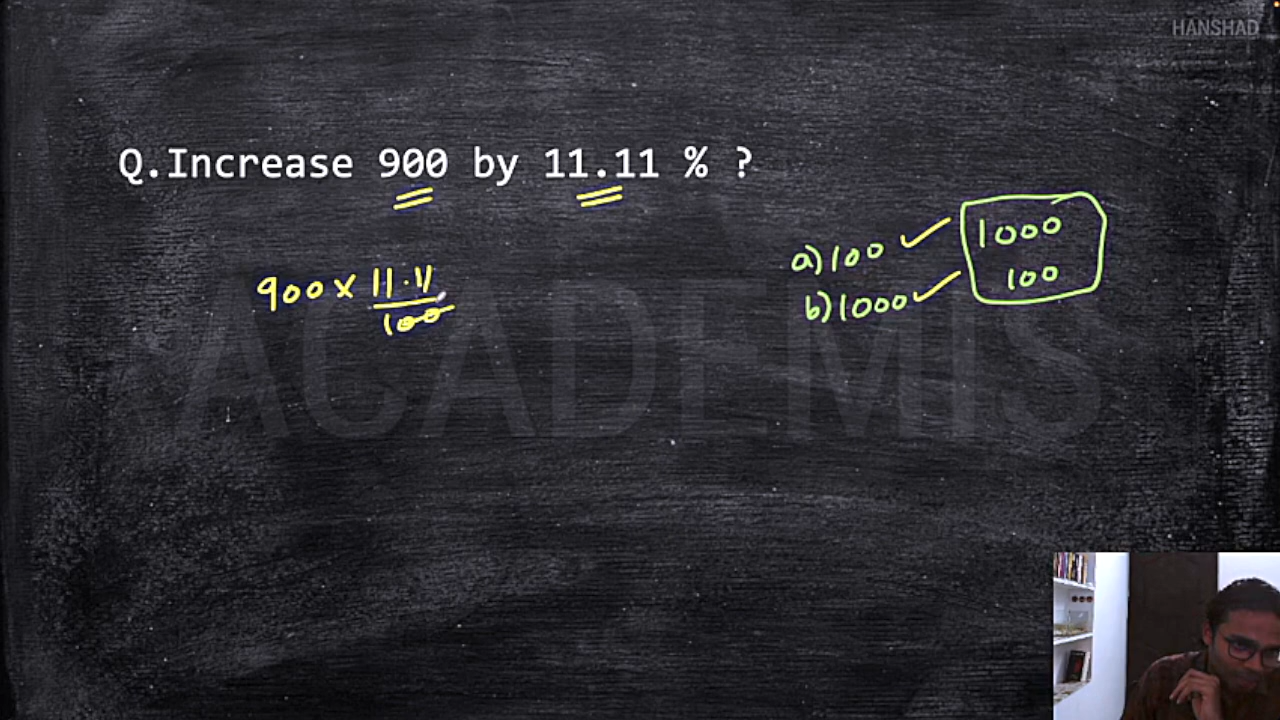 HANSHAD
Q.Increase 900 by 11.11 % ?
900 × 11.11
100
a) 100
b) 1000
1000
100
ACADEMIS